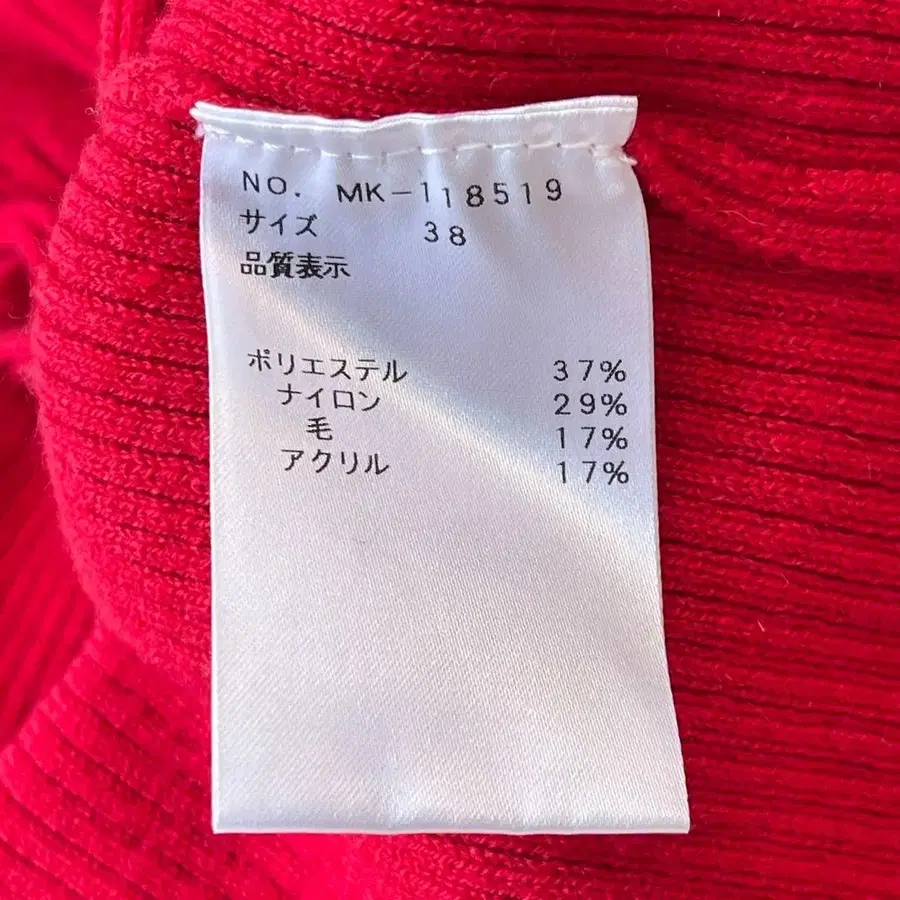 NO. MK-118519
サイズ 38
品質表示
ポリエステル 37%
ナイロン 29%
毛 17%
アクリル 17%